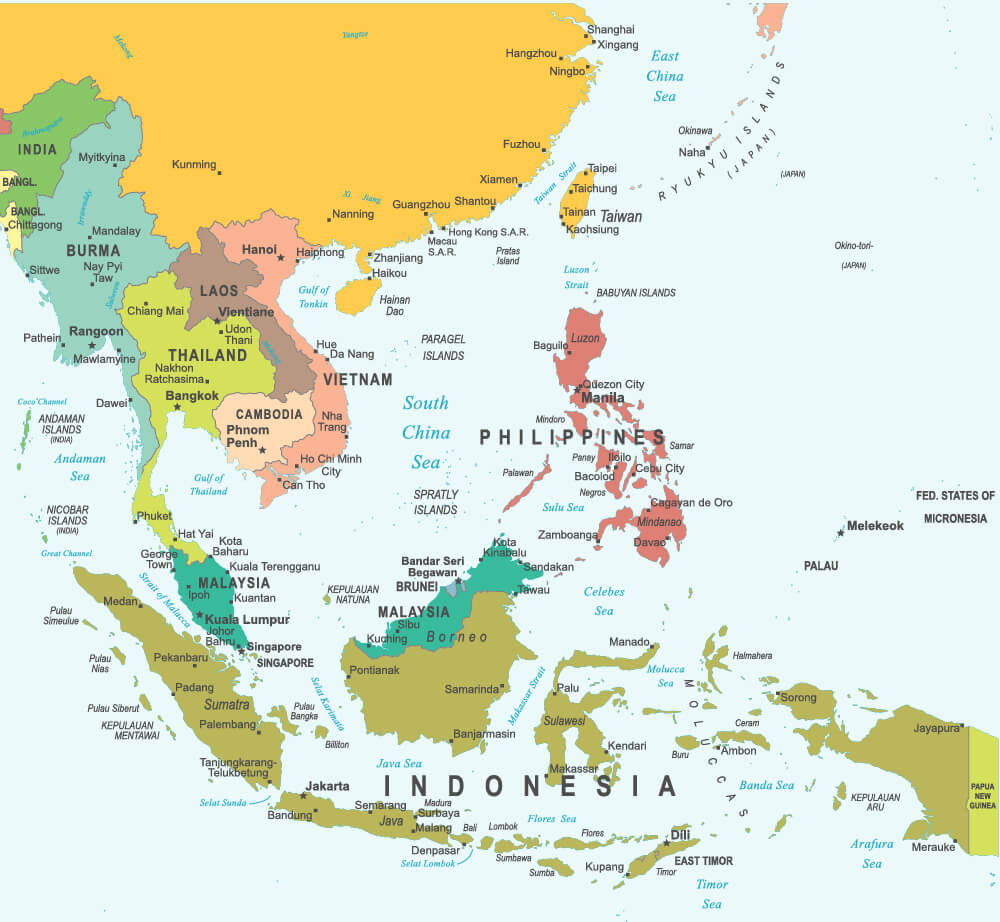 Shanghai
Xingang
Hangzhou
Ningbo
Mekong
Yangtze
East
China
Sea
Brahmaputra
INDIA
Myitkyina
Kunming
Fuzhou
Okinawa
Naha
RYUKYU ISLANDS
(JAPAN)
(JAPAN)
BANGL.
BANGL.
Chittagong
Irrawaddy
Xiamen
Taiwan Strait
Taipei
Taichung
Tainan
Taiwan
Kaohsiung
Xi Jiang
Guangzhou
Shantou
Nanning
Hong Kong S.A.R.
Macau
S.A.R.
Pratas
Island
Mandalay
BURMA
Nay Pyi
Taw
Sittwe
Salween
Hanoi
Haiphong
Zhanjiang
Haikou
Hainan
Dao
Gulf of
Tonkin
Luzon
Strait
BABUYAN ISLANDS
Okino-tori-
(JAPAN)
LAOS
Vientiane
Chiang Mai
Udon
Thani
Mekong
Pathein
Rangoon
Mawlamyine
THAILAND
Nakhon
Ratchasima
Bangkok
Hue
Da Nang
VIETNAM
PARAGEL
ISLANDS
Luzon
Baguilo
Quezon City
Manila
Coco'Channel
ANDAMAN
ISLANDS
(INDIA)
Dawei
CAMBODIA
Phnom
Penh
Nha
Trang
Ho Chi Minh
City
Can Tho
South
China
Sea
Mindoro
PHILIPPINES
Samar
Panay
Iloilo
Cebu City
Bacolod
Negros
Palawan
Andaman
Sea
Gulf of
Thailand
SPRATLY
ISLANDS
Sulu Sea
Cagayan de Oro
Mindanao
Zamboanga
Davao
NICOBAR
ISLANDS
(INDIA)
Phuket
Hat Yai
Great Channel
FED. STATES OF
MICRONESIA
Melekeok
PALAU
George
Town
Kota
Baharu
Kuala Terengganu
MALAYSIA
Ipoh
Kuantan
Kuala Lumpur
Johor
Bahru
Singapore
SINGAPORE
Strait of Malacca
KEPULAUAN
NATUNA
Bandar Seri
Begawan
BRUNEI
Kota
Kinabalu
Sandakan
Tawau
MALAYSIA
Sibu
Kuching
Borneo
Celebes
Sea
Pulau
Simeulue
Medan
Pulau
Nias
Pekanbaru
Padang
Sumatra
Pulau Siberut
KEPULAUAN
MENTAWAI
Palembang
Pulau
Bangka
Billiton
Selat Karimata
Pontianak
Samarinda
Banjarmasin
Makassar Strait
Manado
Palu
Sulawesi
Kendari
Makassar
Molucca
Sea
Halmahera
MOLUCCAS
Sorong
Ceram
Buru
Ambon
Jayapura
Tanjungkarang-
Telukbetung
Selat Sunda
Java Sea
INDONESIA
Banda Sea
KEPULAUAN
ARU
PAPUA
NEW
GUINEA
Jakarta
Bandung
Semarang
Java
Madura
Surbaya
Malang
Denpasar
Bali
Selat Lombok
Lombok
Sumbawa
Flores Sea
Flores
Sumba
Dili
EAST TIMOR
Timor
Kupang
Timor
Sea
Arafura
Sea
Merauke